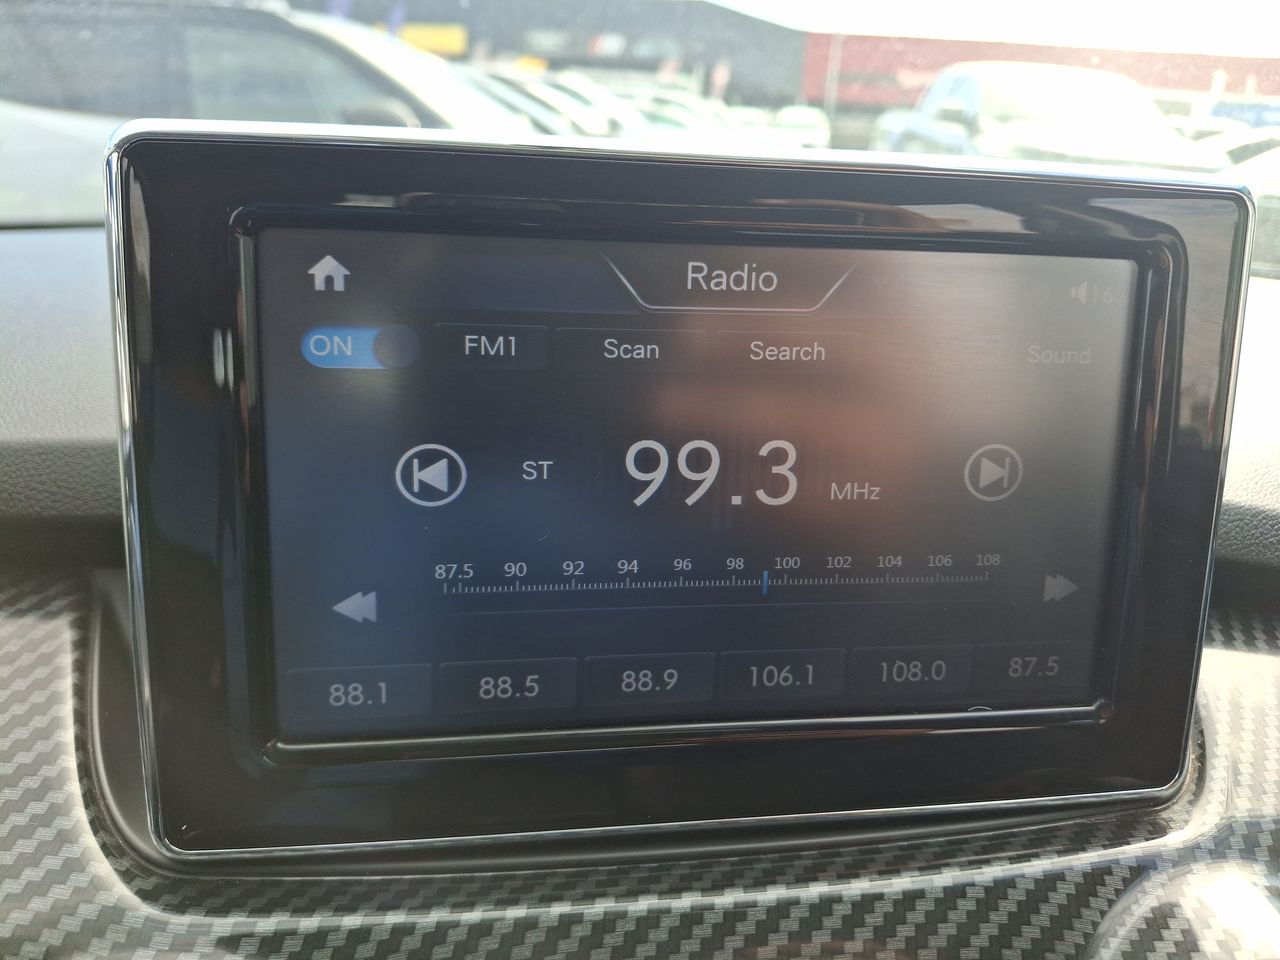 Radio
16
ON FM1 Scan Search Sound
ST 99.3 MHz
87.5 90 92 94 96 98 100 102 104 106 108
88.1 88.5 88.9 106.1 108.0 87.5